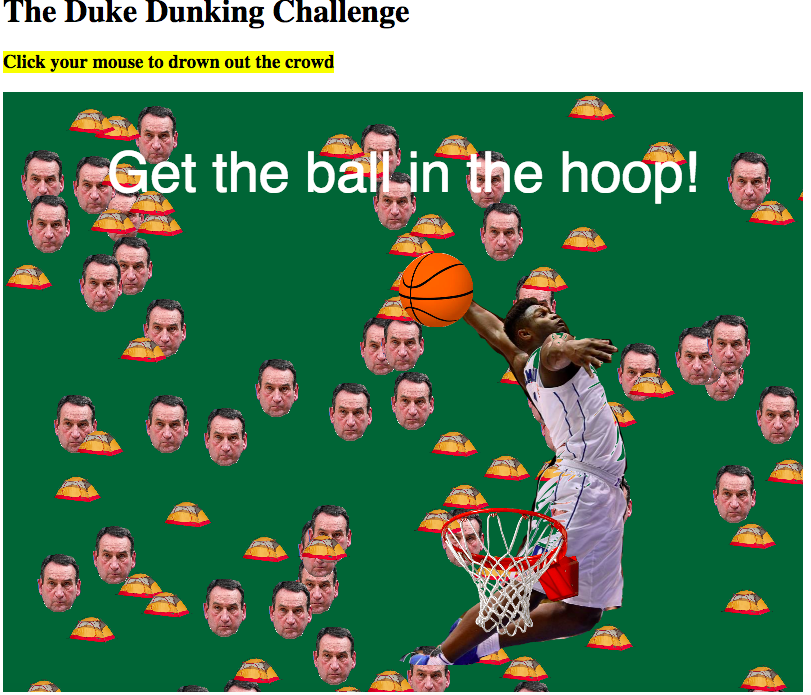 The Duke Dunking Challenge
Click your mouse to drown out the crowd
Get the ball in the hoop!